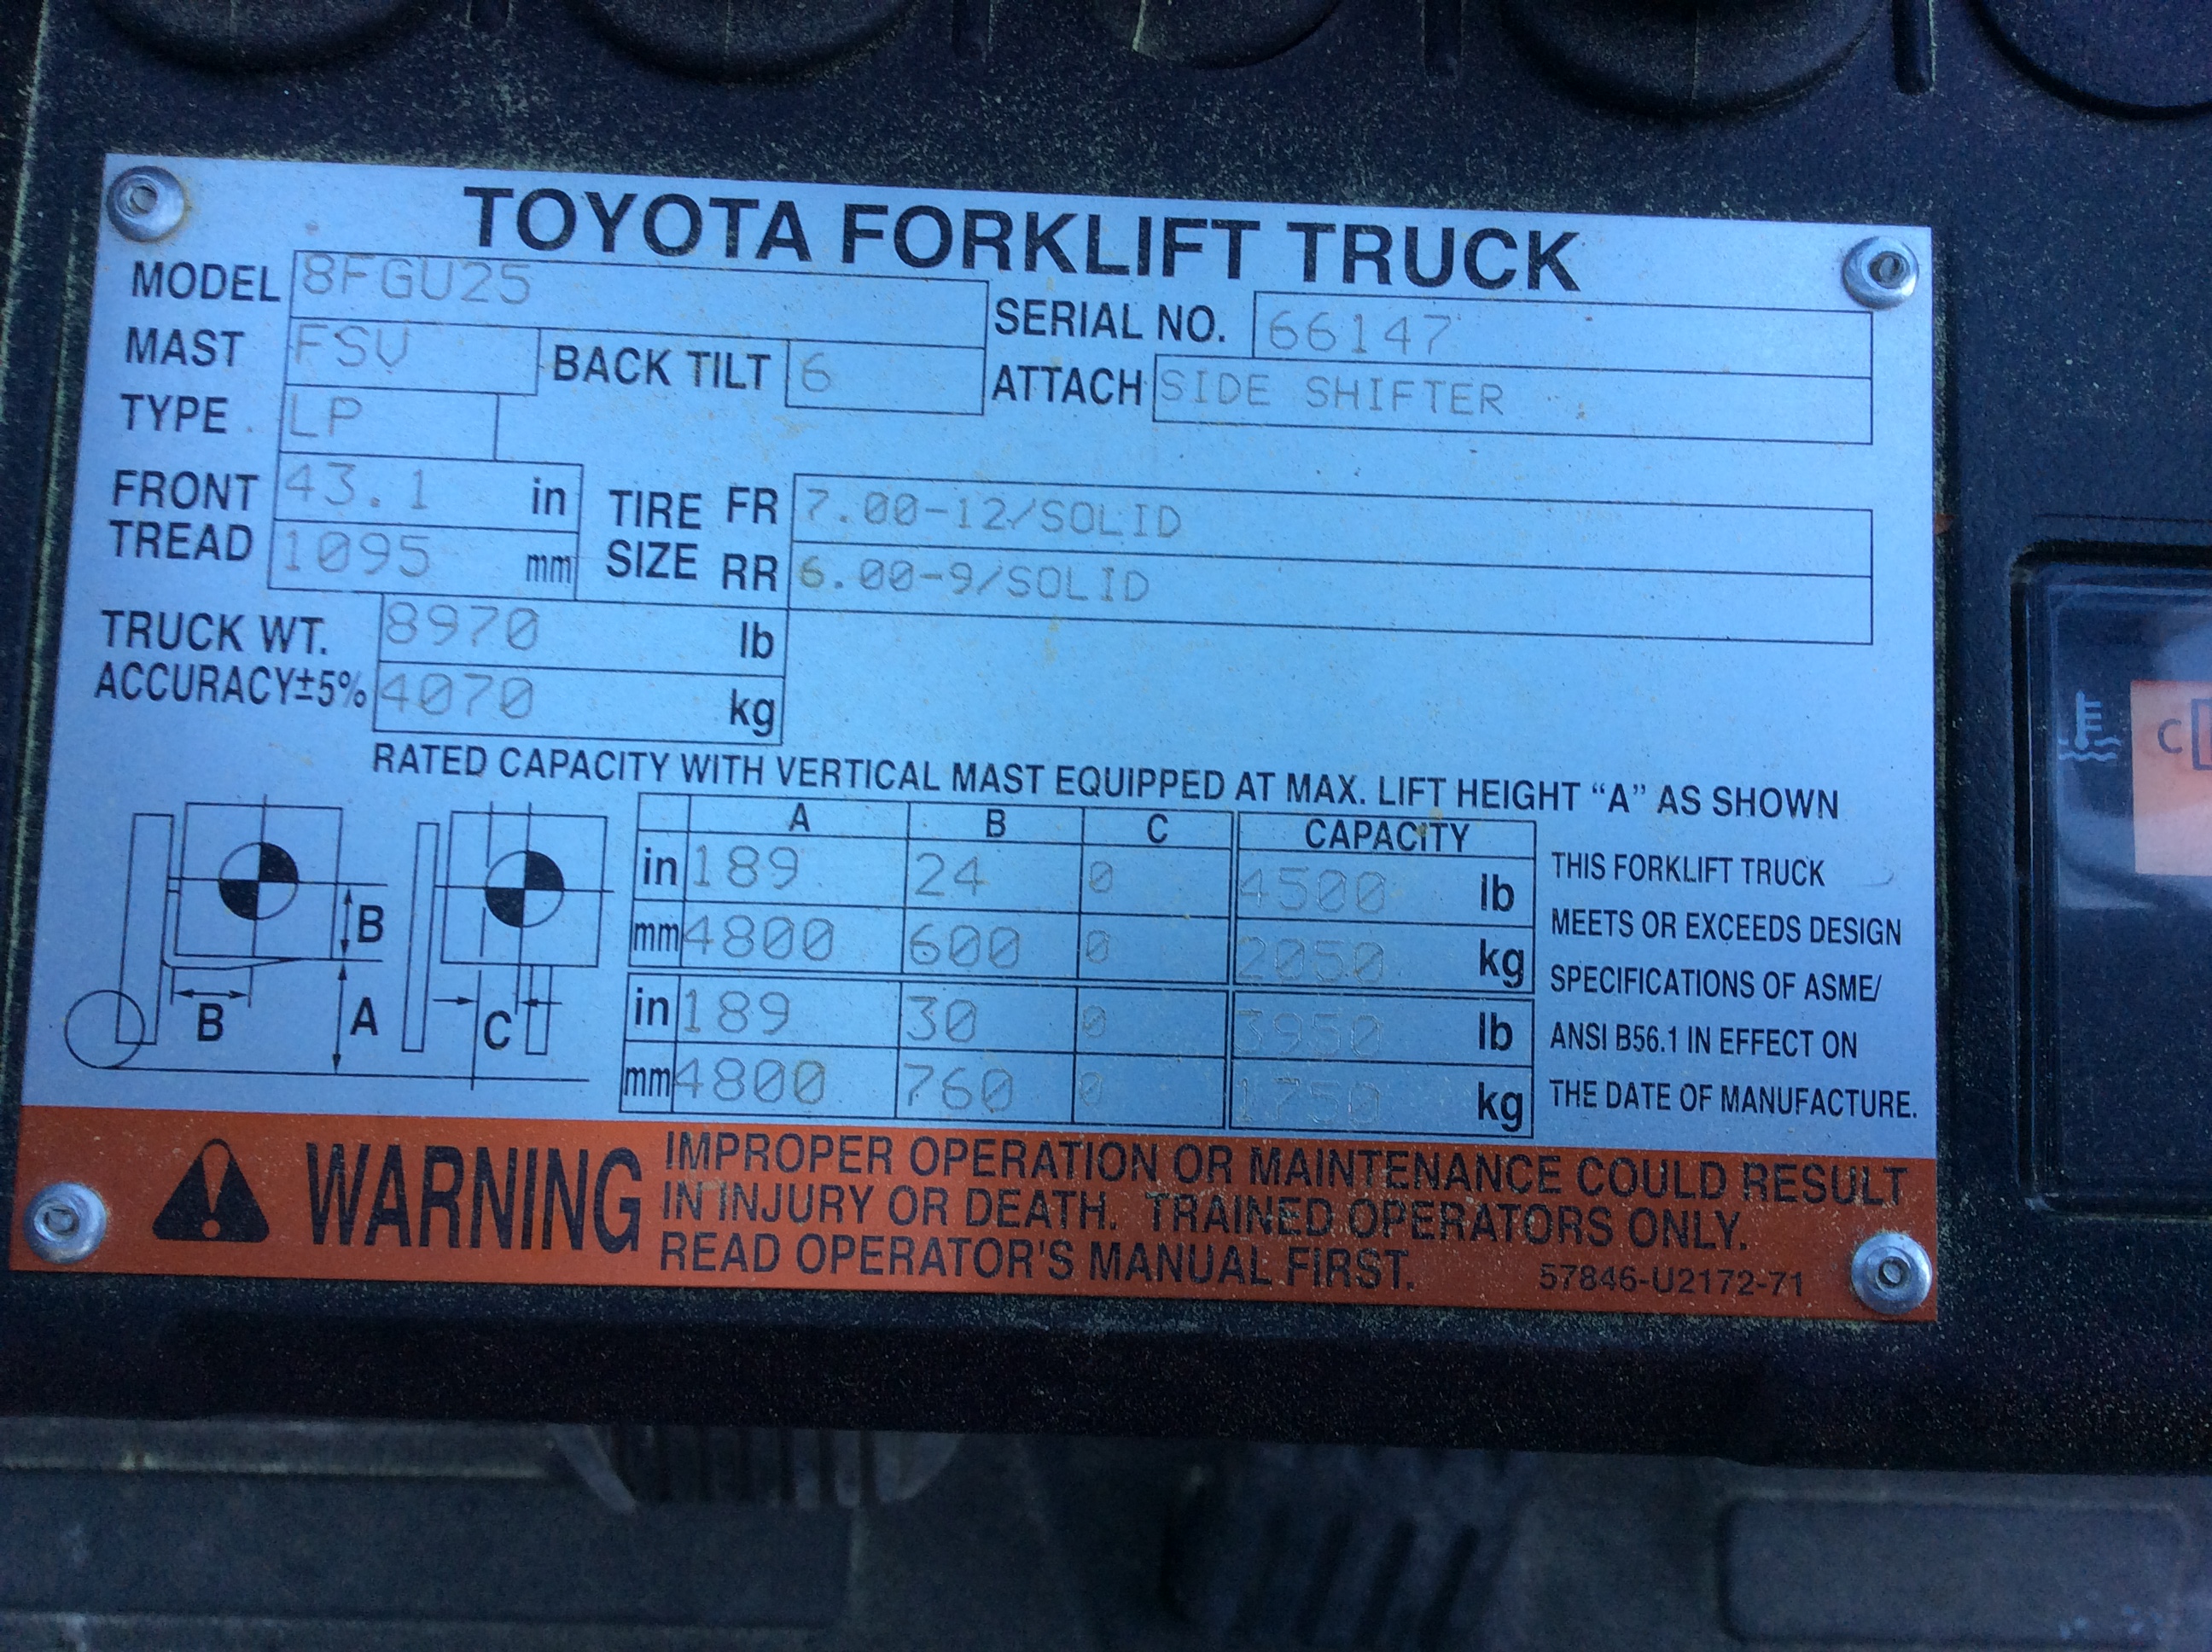 TOYOTA FORKLIFT TRUCK
MODEL 8FGU25
SERIAL NO. 66147
MAST FSV BACK TILT 6
ATTACH SIDE SHIFTER
TYPE LP
FRONT TREAD 43.1 in
1095 mm
TIRE SIZE FR 7.00-12/SOLID
RR 6.00-9/SOLID
TRUCK WT. 8970 lb
ACCURACY±5% 4070 kg
RATED CAPACITY WITH VERTICAL MAST EQUIPPED AT MAX. LIFT HEIGHT “A” AS SHOWN
A B C CAPACITY
in 189 24 0 4500 lb
mm 4800 600 0 2050 kg
in 189 30 0 3950 lb
mm 4800 760 0 1750 kg
B
B A C
THIS FORKLIFT TRUCK
MEETS OR EXCEEDS DESIGN
SPECIFICATIONS OF ASME/
ANSI B56.1 IN EFFECT ON
THE DATE OF MANUFACTURE.
WARNING
IMPROPER OPERATION OR MAINTENANCE COULD RESULT
IN INJURY OR DEATH. TRAINED OPERATORS ONLY.
READ OPERATOR'S MANUAL FIRST.
57846-U2172-71
C